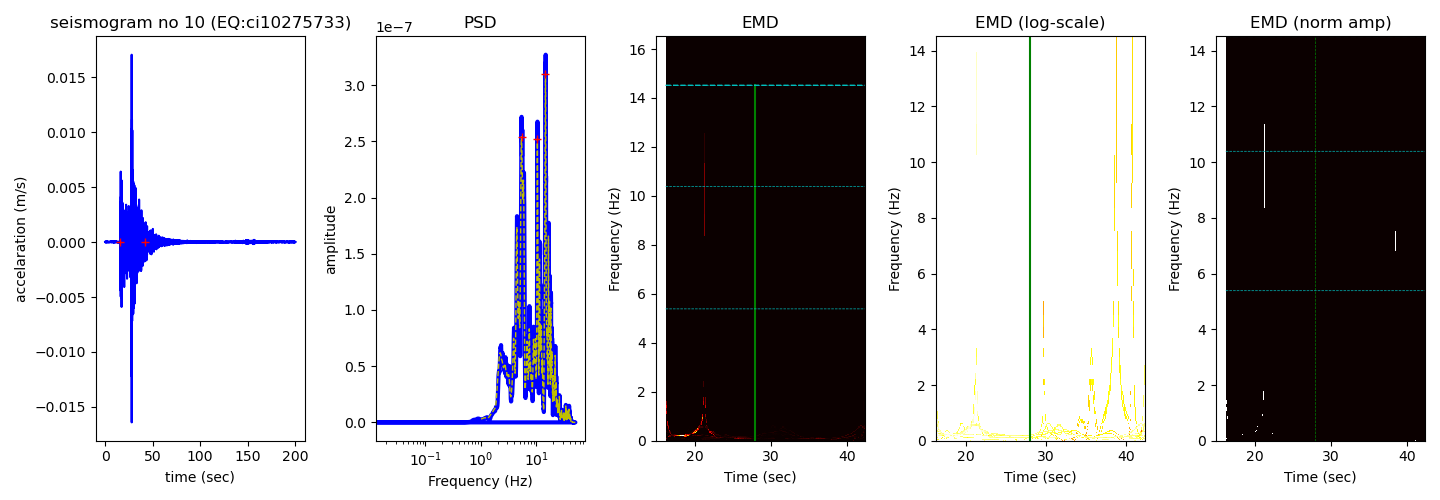 seismogram no 10 (EQ:ci10275733)
0.015
0.010
0.005
0.000
−0.005
−0.010
−0.015
accelaration (m/s)
0 50 100 150 200
time (sec)
PSD
1e−7
3.0
2.5
2.0
1.5
1.0
0.5
0.0
amplitude
10⁻¹ 10⁰ 10¹
Frequency (Hz)
EMD
16
14
12
10
8
6
4
2
0
Frequency (Hz)
20 30 40
Time (sec)
EMD (log-scale)
14
12
10
8
6
4
2
0
Frequency (Hz)
20 30 40
Time (sec)
EMD (norm amp)
14
12
10
8
6
4
2
0
Frequency (Hz)
20 30 40
Time (sec)